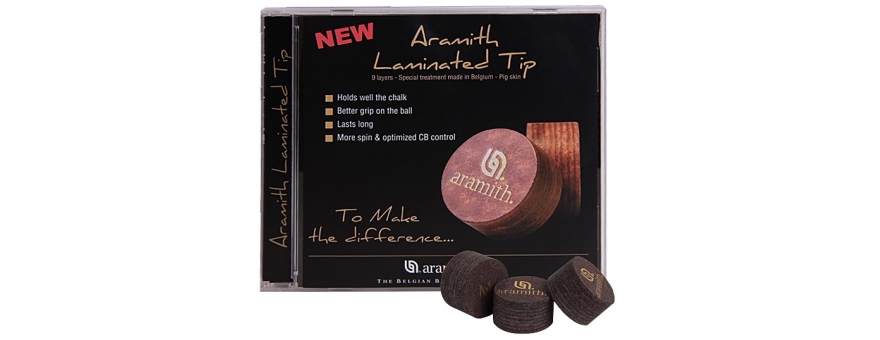 NEW
Aramith
Laminated Tip
9 layers - Special treatment made in Belgium - Pig skin
Holds well the chalk
Better grip on the ball
Lasts long
More spin & optimized CB control
aramith.
To Make
the difference...
THE BELGIAN
Aramith Laminated Tip
aramith.